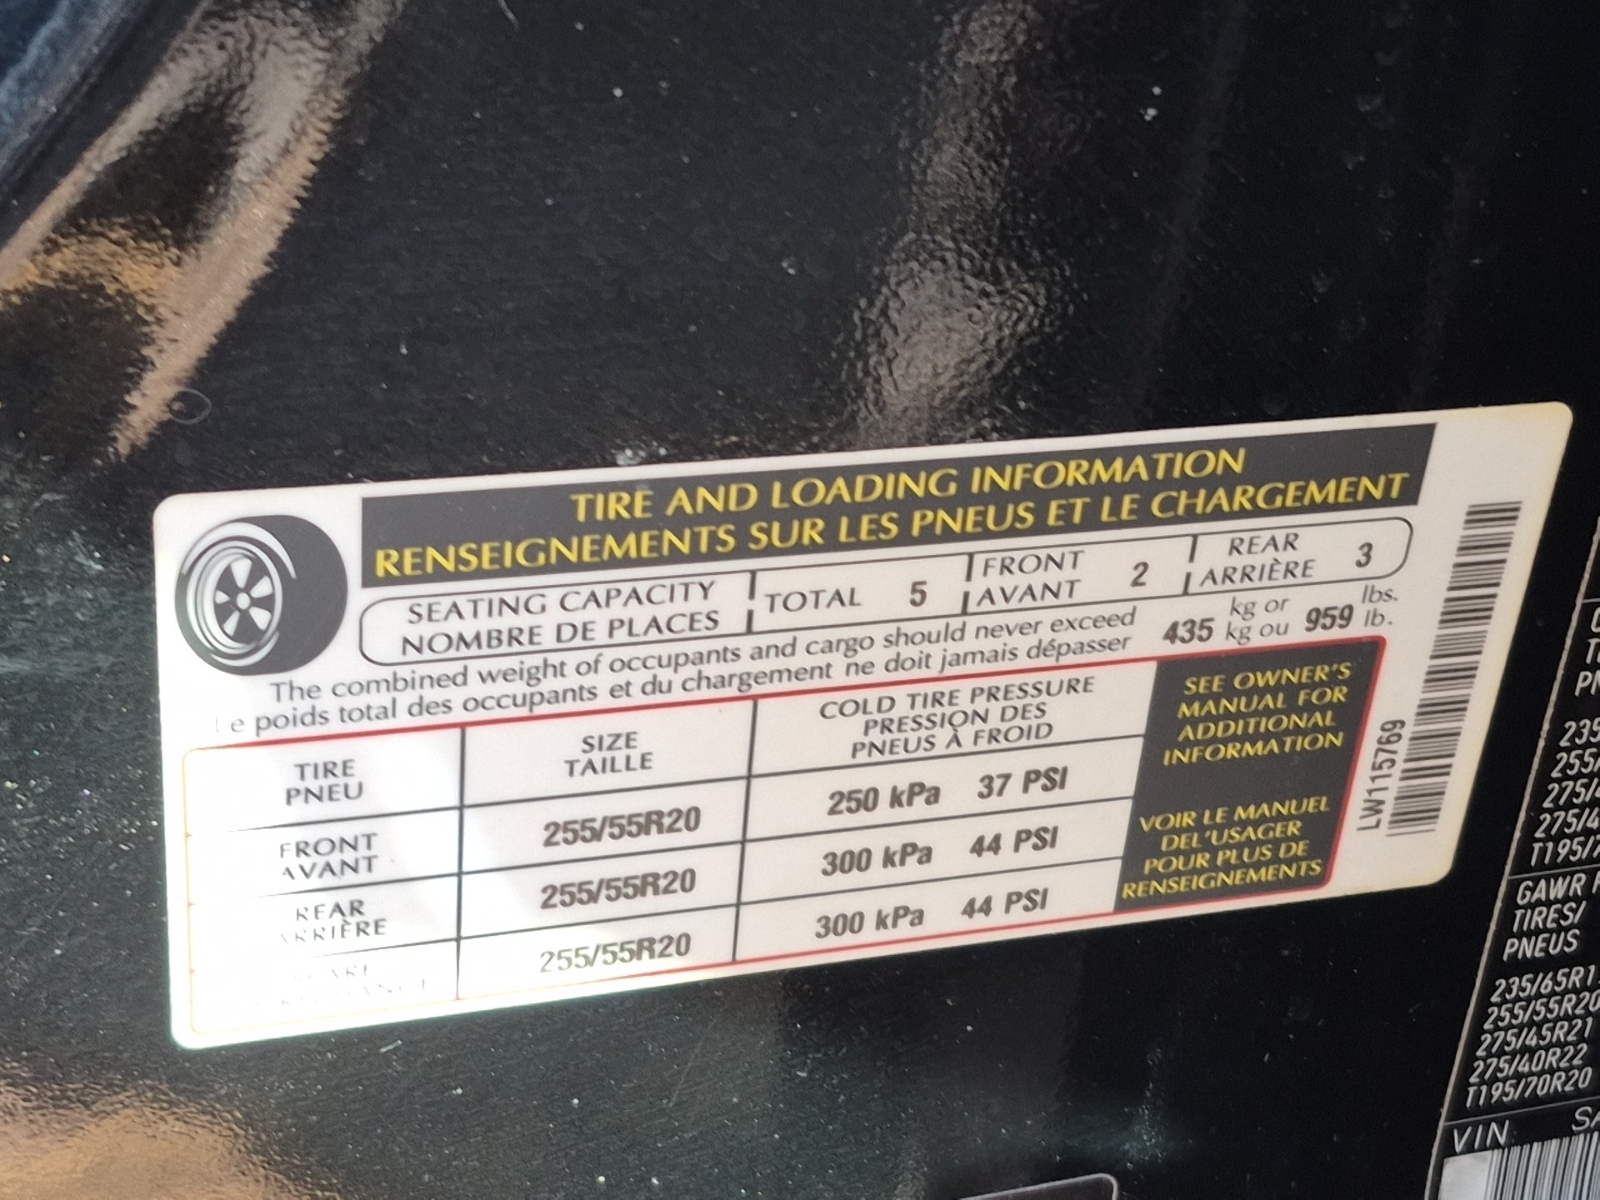 TIRE AND LOADING INFORMATION
RENSEIGNEMENTS SUR LES PNEUS ET LE CHARGEMENT
SEATING CAPACITY
NOMBRE DE PLACES
TOTAL 5
FRONT
AVANT
2
REAR
ARRIÈRE
3
The combined weight of occupants and cargo should never exceed 435 kg or 959 lbs.
Le poids total des occupants et du chargement ne doit jamais dépasser kg ou lb.
TIRE
PNEU
SIZE
TAILLE
COLD TIRE PRESSURE
PRESSION DES
PNEUS À FROID
FRONT
AVANT
255/55R20
250 kPa 37 PSI
REAR
ARRIÈRE
255/55R20
300 kPa 44 PSI
255/55R20
300 kPa 44 PSI
SEE OWNER'S
MANUAL FOR
ADDITIONAL
INFORMATION
VOIR LE MANUEL
DEL'USAGER
POUR PLUS DE
RENSEIGNEMENTS
LW115769
GAWR
TIRES/
PNEUS
235/65R1
255/55R20
275/45R21
275/40R22
T195/70R20
VIN